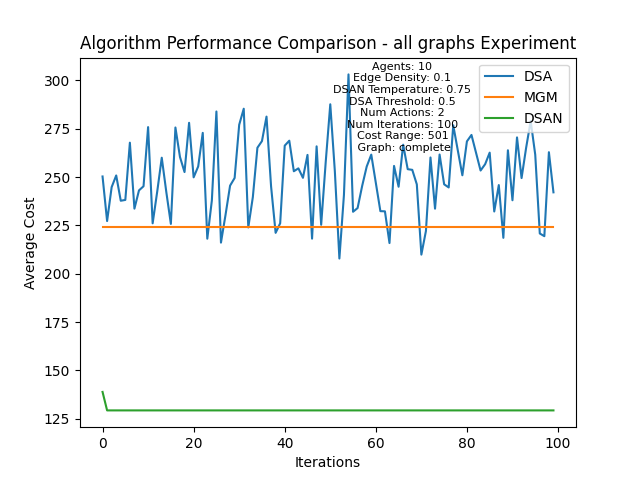 Algorithm Performance Comparison - all graphs Experiment
Agents: 10
Edge Density: 0.1
DSAN Temperature: 0.75
DSA Threshold: 0.5
Num Actions: 2
Num Iterations: 100
Cost Range: 501
Graph: complete
DSA
MGM
DSAN
Average Cost
300
275
250
225
200
175
150
125
0
20
40
60
80
100
Iterations